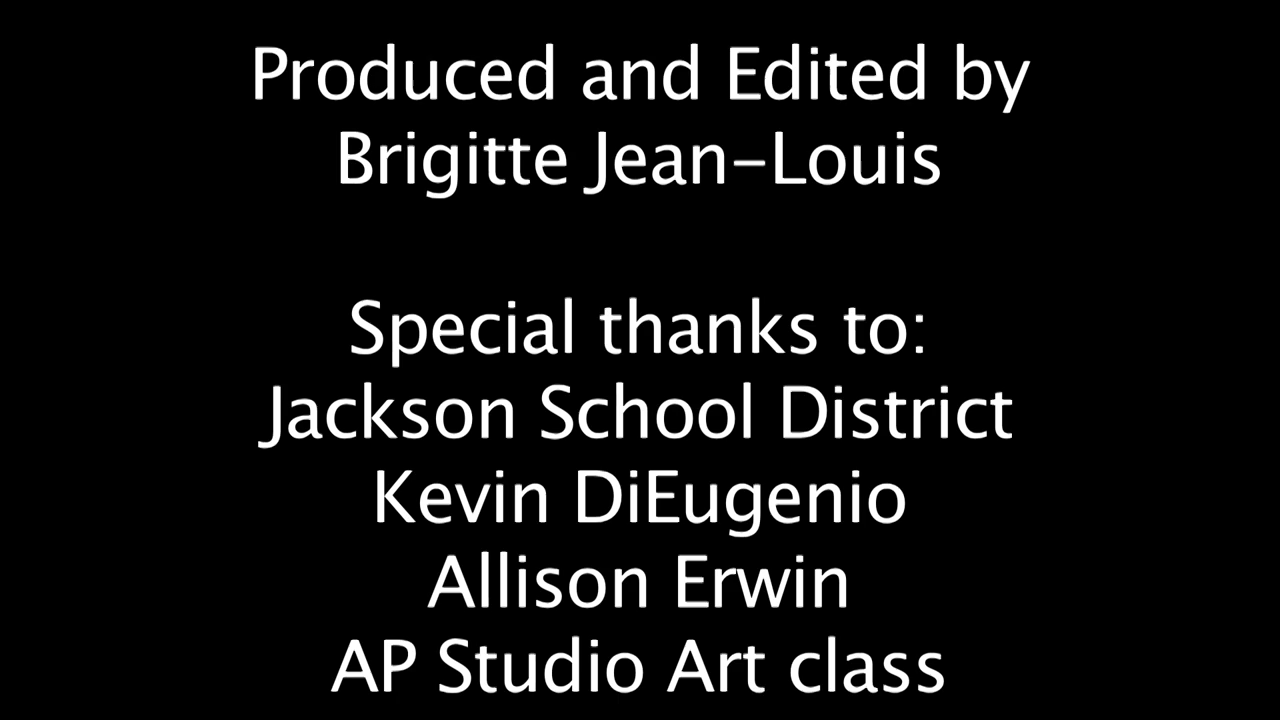 Produced and Edited by
Brigitte Jean-Louis
Special thanks to:
Jackson School District
Kevin DiEugenio
Allison Erwin
AP Studio Art class